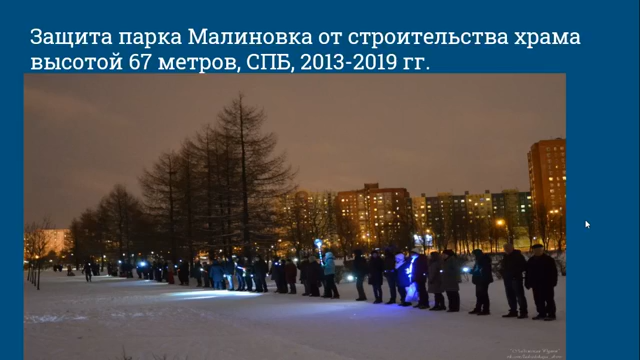 Защита парка Малиновка от строительства храма
высотой 67 метров, СПБ, 2013-2019 гг.